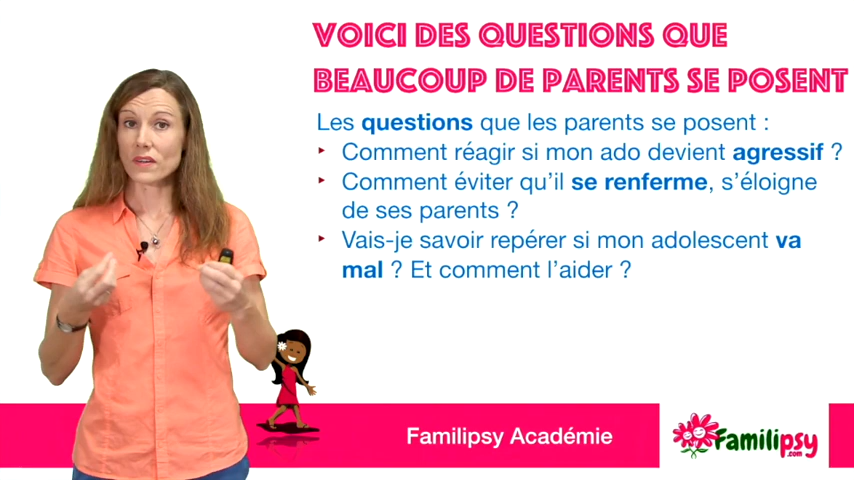 VOICI DES QUESTIONS QUE
BEAUCOUP DE PARENTS SE POSENT
Les questions que les parents se posent :
‣ Comment réagir si mon ado devient agressif ?
‣ Comment éviter qu’il se renferme, s’éloigne
de ses parents ?
‣ Vais-je savoir repérer si mon adolescent va
mal ? Et comment l’aider ?
Familipsy Académie
Familipsy
.com